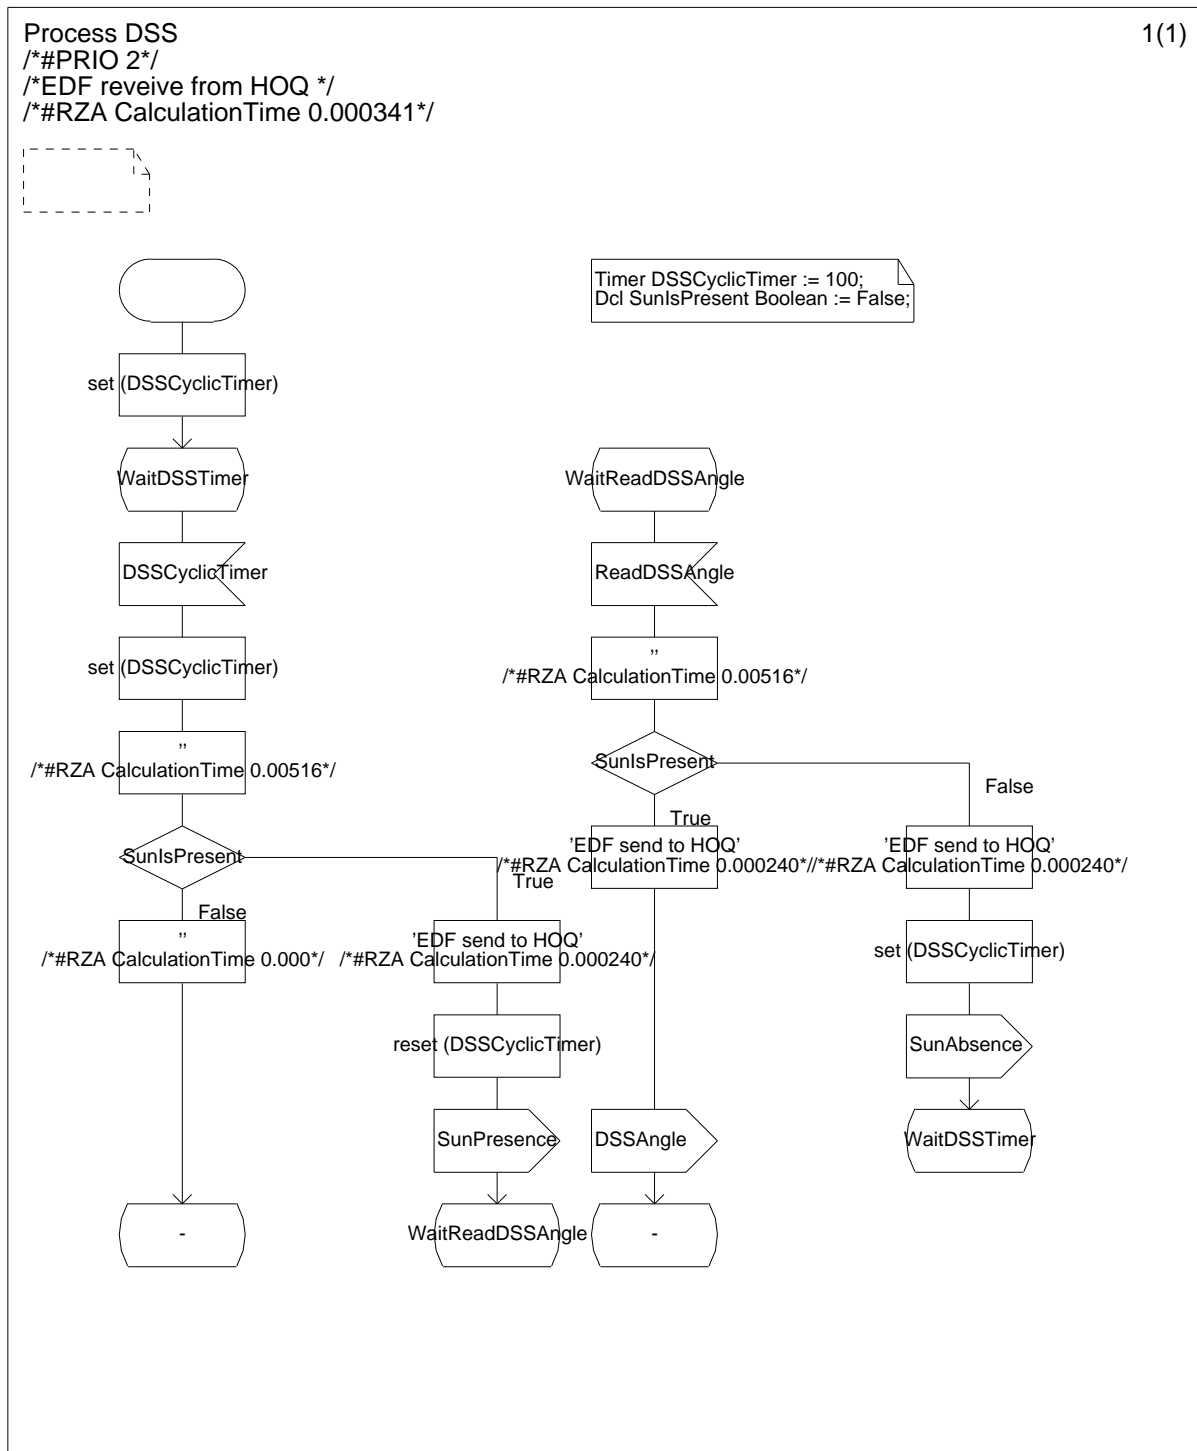 Process DSS
1(1)
/*#PRIO 2*/
/*EDF reveive from HOQ */
/*#RZA CalculationTime 0.000341*/
Timer DSSCyclicTimer := 100;
Dcl SunIsPresent Boolean := False;
set (DSSCyclicTimer)
WaitDSSTimer
DSSCyclicTimer
set (DSSCyclicTimer)
''
/*#RZA CalculationTime 0.00516*/
SunIsPresent
False
True
''
/*#RZA CalculationTime 0.000*/
-
'EDF send to HOQ'
/*#RZA CalculationTime 0.000240*/
reset (DSSCyclicTimer)
SunPresence
WaitReadDSSAngle
WaitReadDSSAngle
ReadDSSAngle
''
/*#RZA CalculationTime 0.00516*/
SunIsPresent
True
False
'EDF send to HOQ'
/*#RZA CalculationTime 0.000240*/
DSSAngle
-
'EDF send to HOQ'
/*#RZA CalculationTime 0.000240*/
set (DSSCyclicTimer)
SunAbsence
WaitDSSTimer